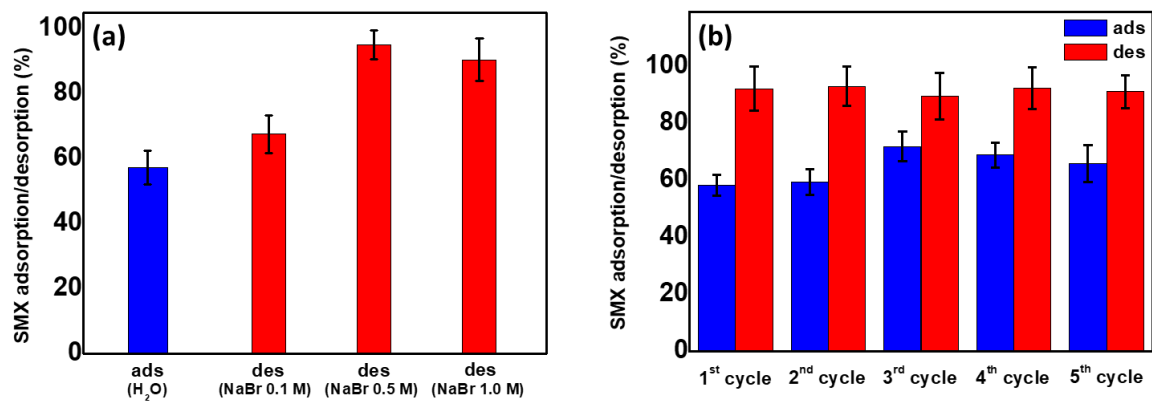 (a)
SMX adsorption/desorption (%)
100
80
60
40
20
0
ads
(H₂O)
des
(NaBr 0.1 M)
des
(NaBr 0.5 M)
des
(NaBr 1.0 M)
(b)
ads
des
SMX adsorption/desorption (%)
100
80
60
40
20
0
1st cycle
2nd cycle
3rd cycle
4th cycle
5th cycle